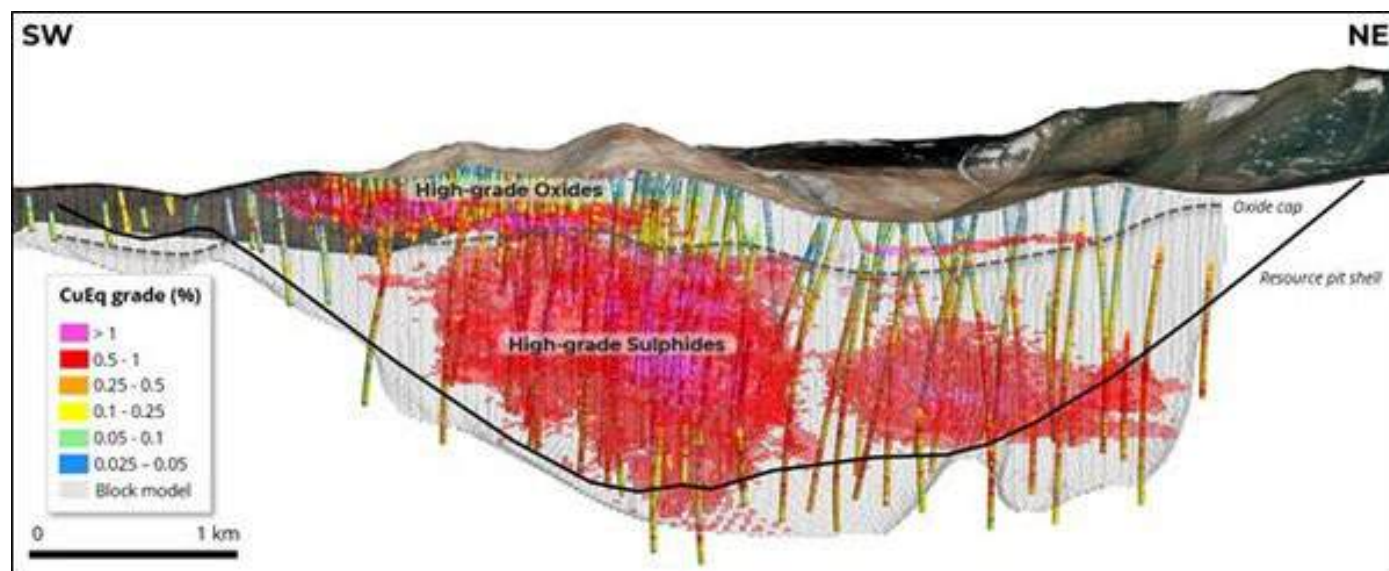 SW
NE
High-grade Oxides
Oxide cap
Resource pit shell
CuEq grade (%)
> 1
0.5 - 1
0.25 - 0.5
0.1 - 0.25
0.05 - 0.1
0.025 – 0.05
Block model
High-grade Sulphides
0 1 km